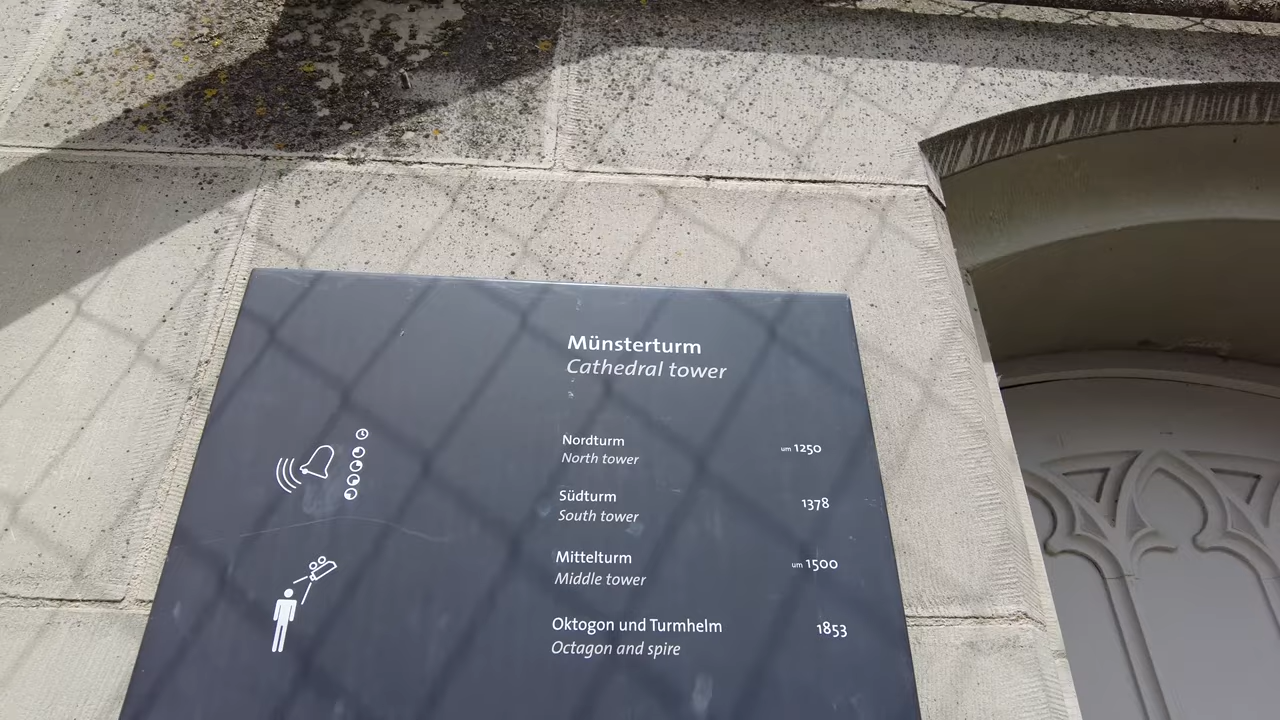 Münsterturm
Cathedral tower
Nordturm um 1250
North tower
Südturm 1378
South tower
Mittelturm um 1500
Middle tower
Oktogon und Turmhelm 1853
Octagon and spire